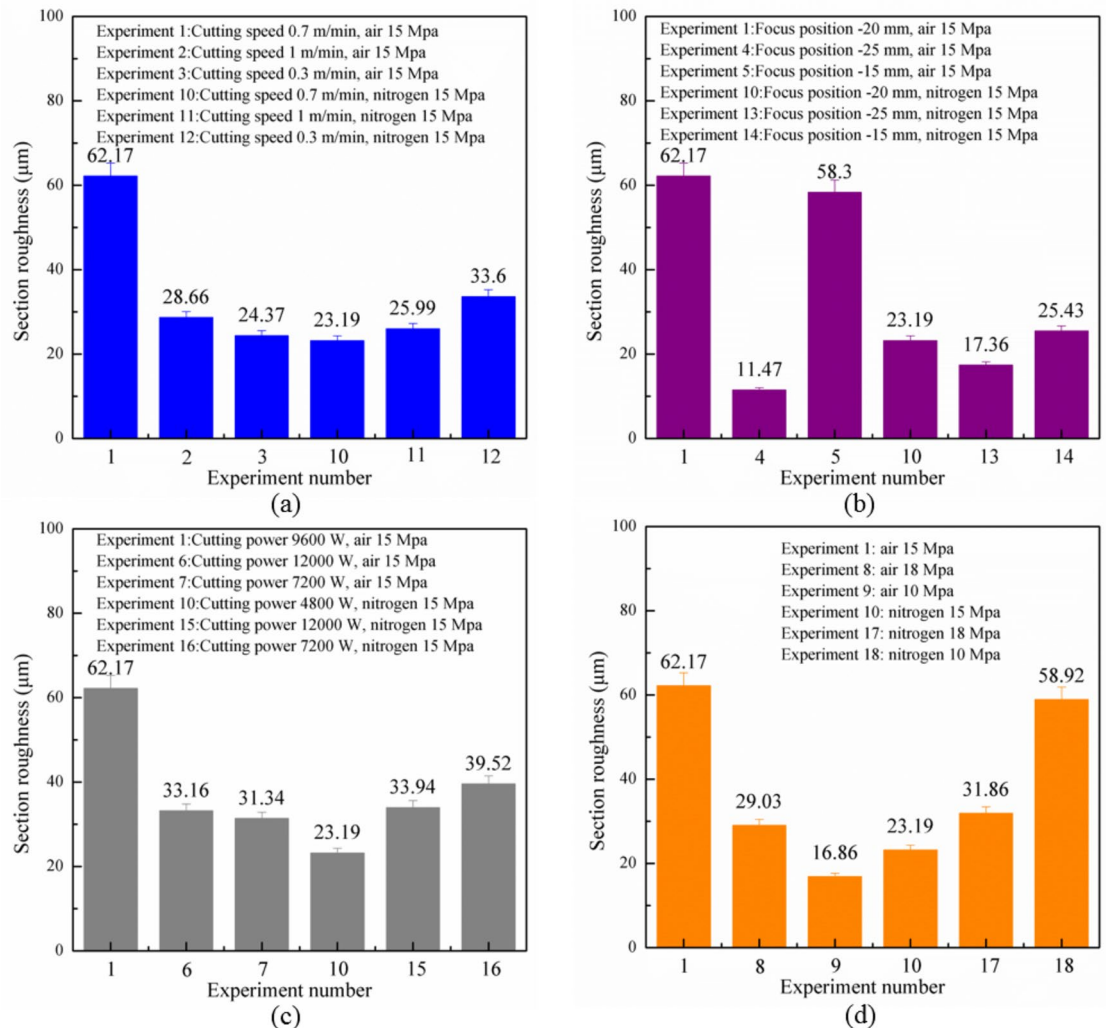 100
80
60
40
20
0
Section roughness (μm)
Experiment 1:Cutting speed 0.7 m/min, air 15 Mpa
Experiment 2:Cutting speed 1 m/min, air 15 Mpa
Experiment 3:Cutting speed 0.3 m/min, air 15 Mpa
Experiment 10:Cutting speed 0.7 m/min, nitrogen 15 Mpa
Experiment 11:Cutting speed 1 m/min, nitrogen 15 Mpa
Experiment 12:Cutting speed 0.3 m/min, nitrogen 15 Mpa
62.17
28.66
24.37
23.19
25.99
33.6
1 2 3 10 11 12
Experiment number
(a)
100
80
60
40
20
0
Section roughness (μm)
Experiment 1:Focus position -20 mm, air 15 Mpa
Experiment 4:Focus position -25 mm, air 15 Mpa
Experiment 5:Focus position -15 mm, air 15 Mpa
Experiment 10:Focus position -20 mm, nitrogen 15 Mpa
Experiment 13:Focus position -25 mm, nitrogen 15 Mpa
Experiment 14:Focus position -15 mm, nitrogen 15 Mpa
62.17
11.47
58.3
23.19
17.36
25.43
1 4 5 10 13 14
Experiment number
(b)
100
80
60
40
20
0
Section roughness (μm)
Experiment 1:Cutting power 9600 W, air 15 Mpa
Experiment 6:Cutting power 12000 W, air 15 Mpa
Experiment 7:Cutting power 7200 W, air 15 Mpa
Experiment 10:Cutting power 4800 W, nitrogen 15 Mpa
Experiment 15:Cutting power 12000 W, nitrogen 15 Mpa
Experiment 16:Cutting power 7200 W, nitrogen 15 Mpa
62.17
33.16
31.34
23.19
33.94
39.52
1 6 7 10 15 16
Experiment number
(c)
100
80
60
40
20
0
Section roughness (μm)
Experiment 1: air 15 Mpa
Experiment 8: air 18 Mpa
Experiment 9: air 10 Mpa
Experiment 10: nitrogen 15 Mpa
Experiment 17: nitrogen 18 Mpa
Experiment 18: nitrogen 10 Mpa
62.17
29.03
16.86
23.19
31.86
58.92
1 8 9 10 17 18
Experiment number
(d)